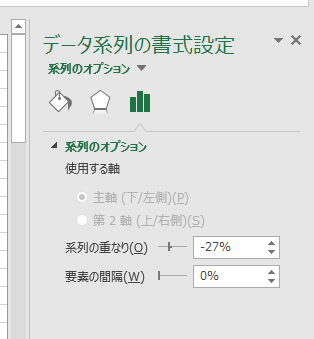 データ系列の書式設定
系列のオプション
系列のオプション
使用する軸
主軸 (下/左側)(P)
第 2 軸 (上/右側)(S)
系列の重なり(O) -27%
要素の間隔(W) 0%